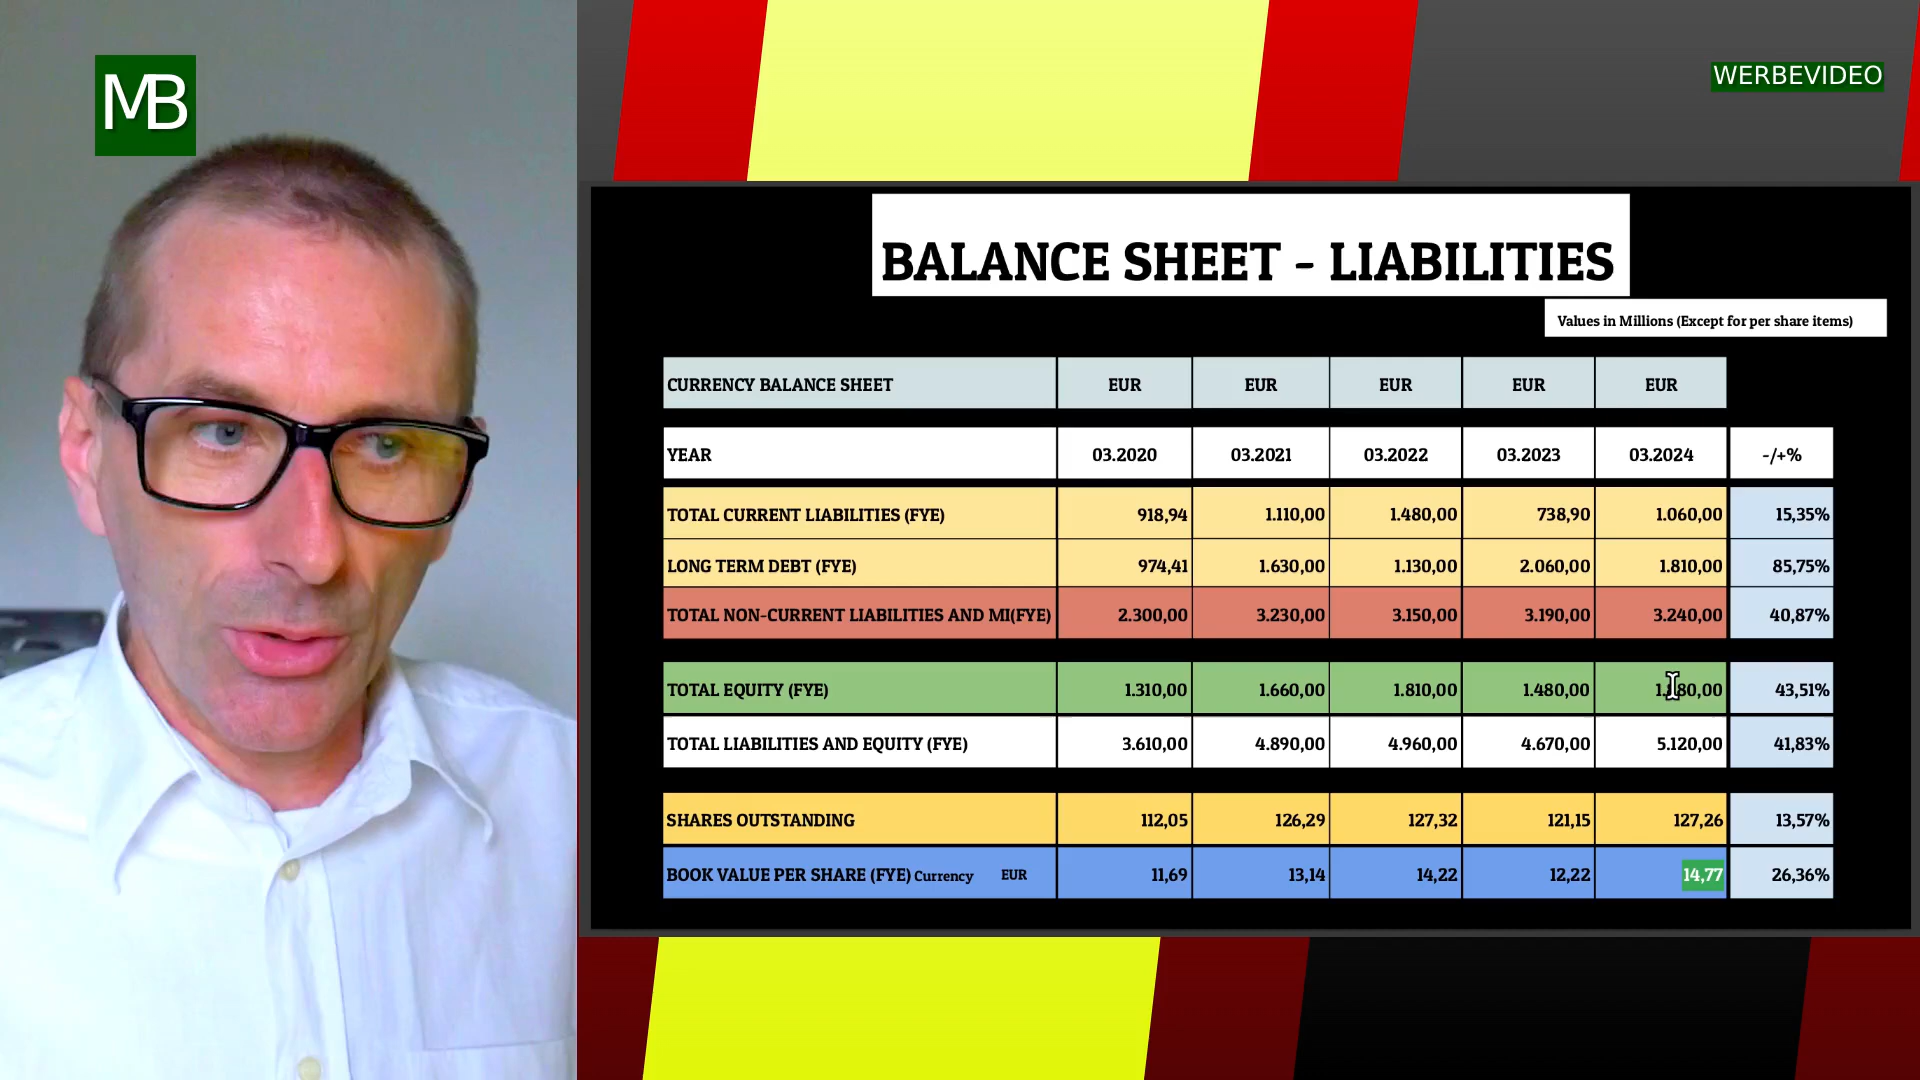 MB
WERBEVIDEO
BALANCE SHEET - LIABILITIES
Values in Millions (Except for per share items)
CURRENCY BALANCE SHEET EUR EUR EUR EUR EUR
YEAR 03.2020 03.2021 03.2022 03.2023 03.2024 -/+%
TOTAL CURRENT LIABILITIES (FYE) 918,94 1.110,00 1.480,00 738,90 1.060,00 15,35%
LONG TERM DEBT (FYE) 974,41 1.630,00 1.130,00 2.060,00 1.810,00 85,75%
TOTAL NON-CURRENT LIABILITIES AND MI(FYE) 2.300,00 3.230,00 3.150,00 3.190,00 3.240,00 40,87%
TOTAL EQUITY (FYE) 1.310,00 1.660,00 1.810,00 1.480,00 43,51%
TOTAL LIABILITIES AND EQUITY (FYE) 3.610,00 4.890,00 4.960,00 4.670,00 5.120,00 41,83%
SHARES OUTSTANDING 112,05 126,29 127,32 121,15 127,26 13,57%
BOOK VALUE PER SHARE (FYE) Currency EUR 11,69 13,14 14,22 12,22 14,77 26,36%